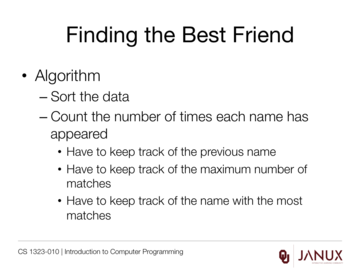 Finding the Best Friend
• Algorithm
– Sort the data
– Count the number of times each name has
appeared
• Have to keep track of the previous name
• Have to keep track of the maximum number of
matches
• Have to keep track of the name with the most
matches
CS 1323-010 | Introduction to Computer Programming
JANUX